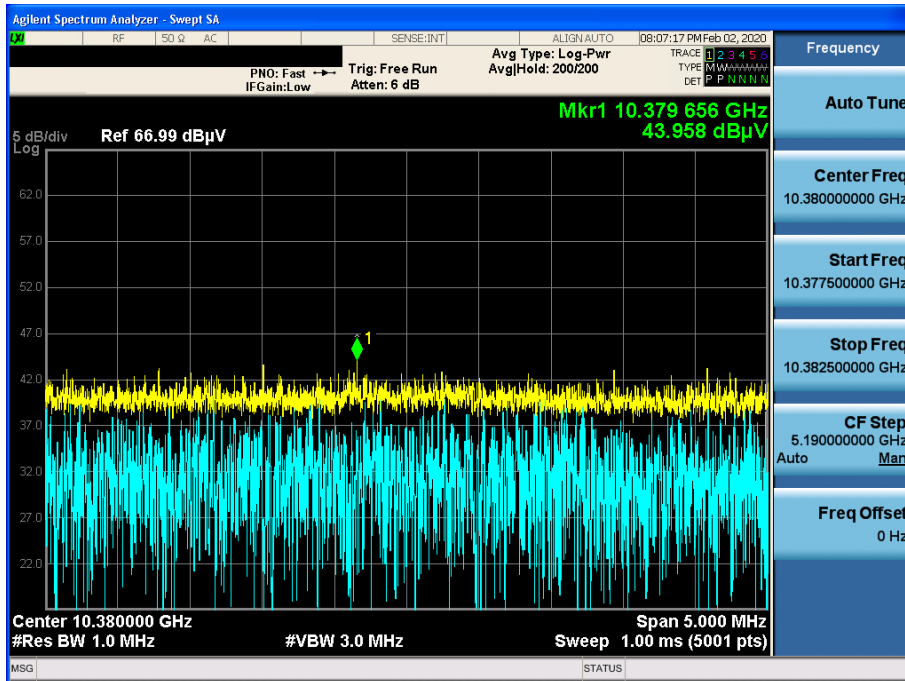 Agilent Spectrum Analyzer - Swept SA
LXI RF 50 Ω AC SENSE:INT ALIGN AUTO 08:07:17 PM Feb 02, 2020
PNO: Fast
IFGain:Low
Trig: Free Run
Atten: 6 dB
Avg Type: Log-Pwr
Avg|Hold: 200/200
TRACE 1 2 3 4 5 6
TYPE M W
DET P P N N N N
Mkr1 10.379 656 GHz
43.958 dBµV
5 dB/div Ref 66.99 dBµV
Log
62.0
57.0
52.0
47.0
1
42.0
37.0
32.0
27.0
22.0
Center 10.380000 GHz Span 5.000 MHz
#Res BW 1.0 MHz #VBW 3.0 MHz Sweep 1.00 ms (5001 pts)
MSG STATUS
Frequency
Auto Tune
Center Freq
10.380000000 GHz
Start Freq
10.377500000 GHz
Stop Freq
10.382500000 GHz
CF Step
5.190000000 GHz
Auto Man
Freq Offset
0 Hz